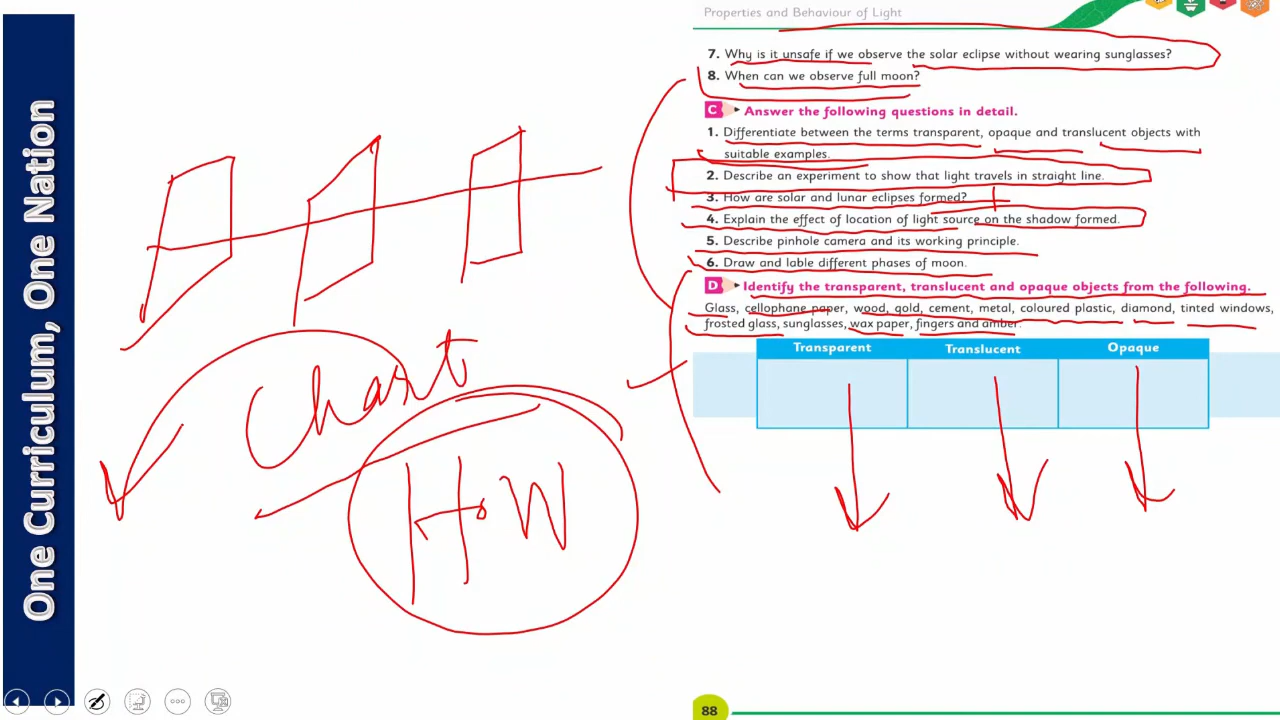 One Curriculum, One Nation
Properties and Behaviour of Light
7. Why is it unsafe if we observe the solar eclipse without wearing sunglasses?
8. When can we observe full moon?
C Answer the following questions in detail.
1. Differentiate between the terms transparent, opaque and translucent objects with
suitable examples.
2. Describe an experiment to show that light travels in straight line.
3. How are solar and lunar eclipses formed?
4. Explain the effect of location of light source on the shadow formed.
5. Describe pinhole camera and its working principle.
6. Draw and lable different phases of moon.
D Identify the transparent, translucent and opaque objects from the following.
Glass, cellophane paper, wood, gold, cement, metal, coloured plastic, diamond, tinted windows,
frosted glass, sunglasses, wax paper, fingers and amber.
Transparent Translucent Opaque
Chart
H.W
88